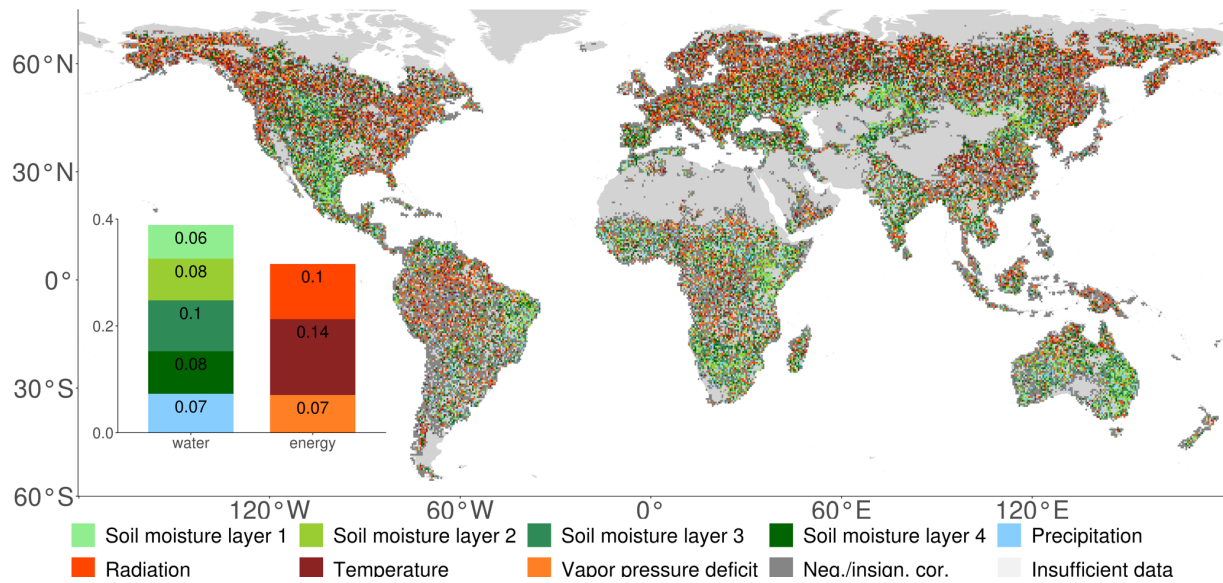 60°N
30°N
0°
30°S
60°S
0.4
0.2
0.0
0.06
0.08
0.1
0.08
0.07
0.1
0.14
0.07
water energy
120°W 60°W 0° 60°E 120°E
Soil moisture layer 1 Soil moisture layer 2 Soil moisture layer 3 Soil moisture layer 4 Precipitation
Radiation Temperature Vapor pressure deficit Neg./insign. cor. Insufficient data